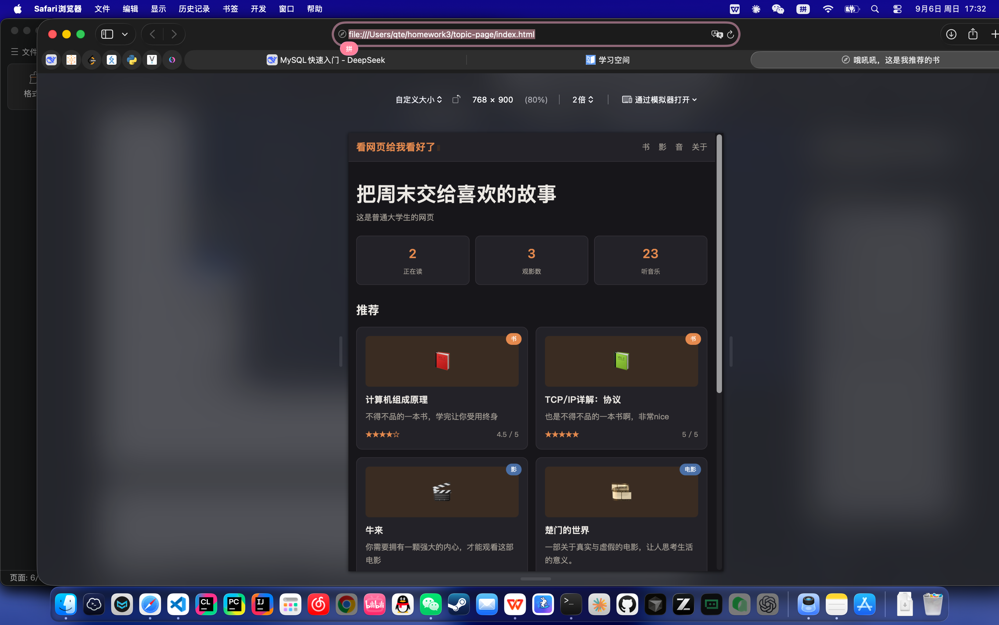 Safari浏览器 文件 编辑 显示 历史记录 书签 开发 窗口 帮助 拼 9月6日 周日 17:32
文件
file:///Users/qte/homework3/topic-page/index.html
拼
MySQL 快速入门 - DeepSeek 学习空间 哦吼吼，这是我推荐的书
格式
自定义大小 768 × 900 (80%) 2倍 通过模拟器打开
看网页给我看好了 书 影 音 关于
把周末交给喜欢的故事
这是普通大学生的网页
2 3 23
正在读 观影数 听音乐
推荐
书 书
计算机组成原理 TCP/IP详解：协议
不得不品的一本书，学完让你受用终身 也是不得不品的一本书啊，非常nice
★★★★☆ 4.5 / 5 ★★★★★ 5 / 5
影 电影
牛来 楚门的世界
你需要拥有一颗强大的内心，才能观看这部 一部关于真实与虚假的电影，让人思考生活
电影 的意义。
页面: 6/
CL PC IJ bilibili